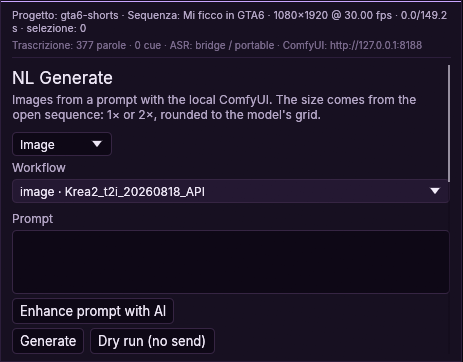 Progetto: gta6-shorts · Sequenza: Mi ficco in GTA6 · 1080×1920 @ 30.00 fps · 0.0/149.2
s · selezione: 0
Trascrizione: 377 parole · 0 cue · ASR: bridge / portable · ComfyUI: http://127.0.0.1:8188
NL Generate
Images from a prompt with the local ComfyUI. The size comes from the
open sequence: 1× or 2×, rounded to the model's grid.
Image
Workflow
image · Krea2_t2i_20260818_API
Prompt
Enhance prompt with AI
Generate Dry run (no send)